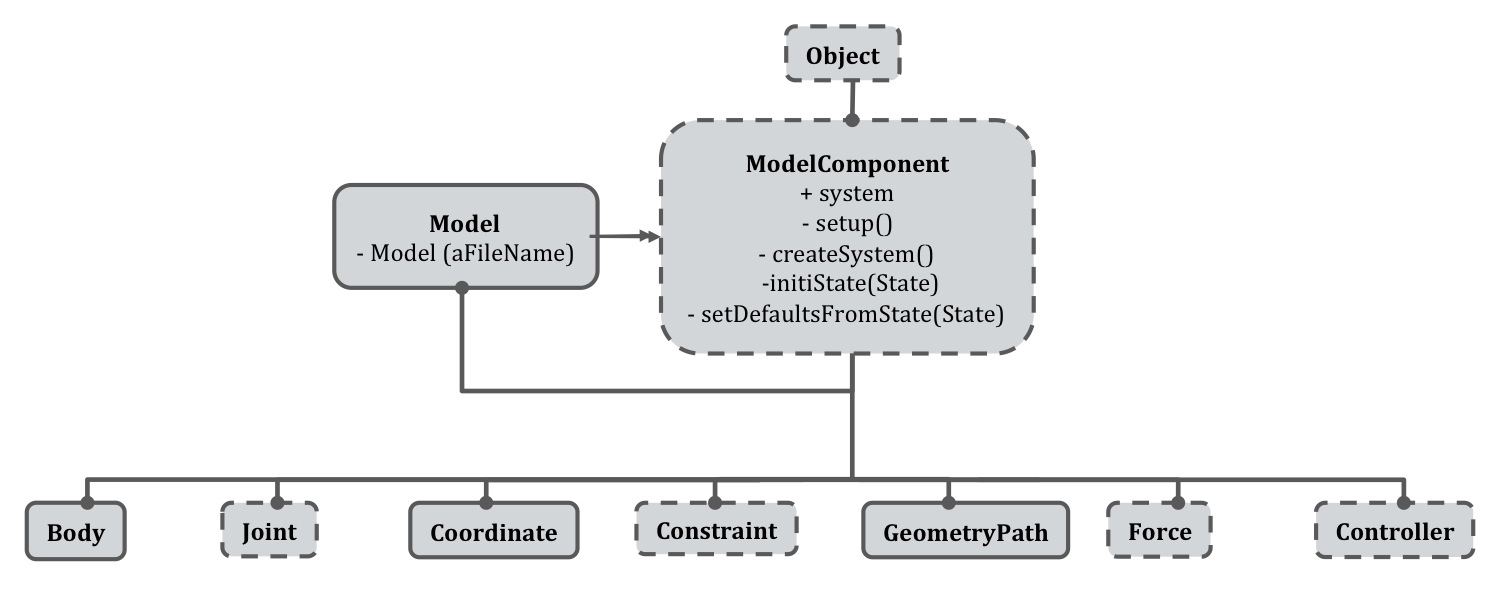 Object
ModelComponent
+ system
- setup()
- createSystem()
-initiState(State)
- setDefaultsFromState(State)
Model
- Model (aFileName)
Body
Joint
Coordinate
Constraint
GeometryPath
Force
Controller